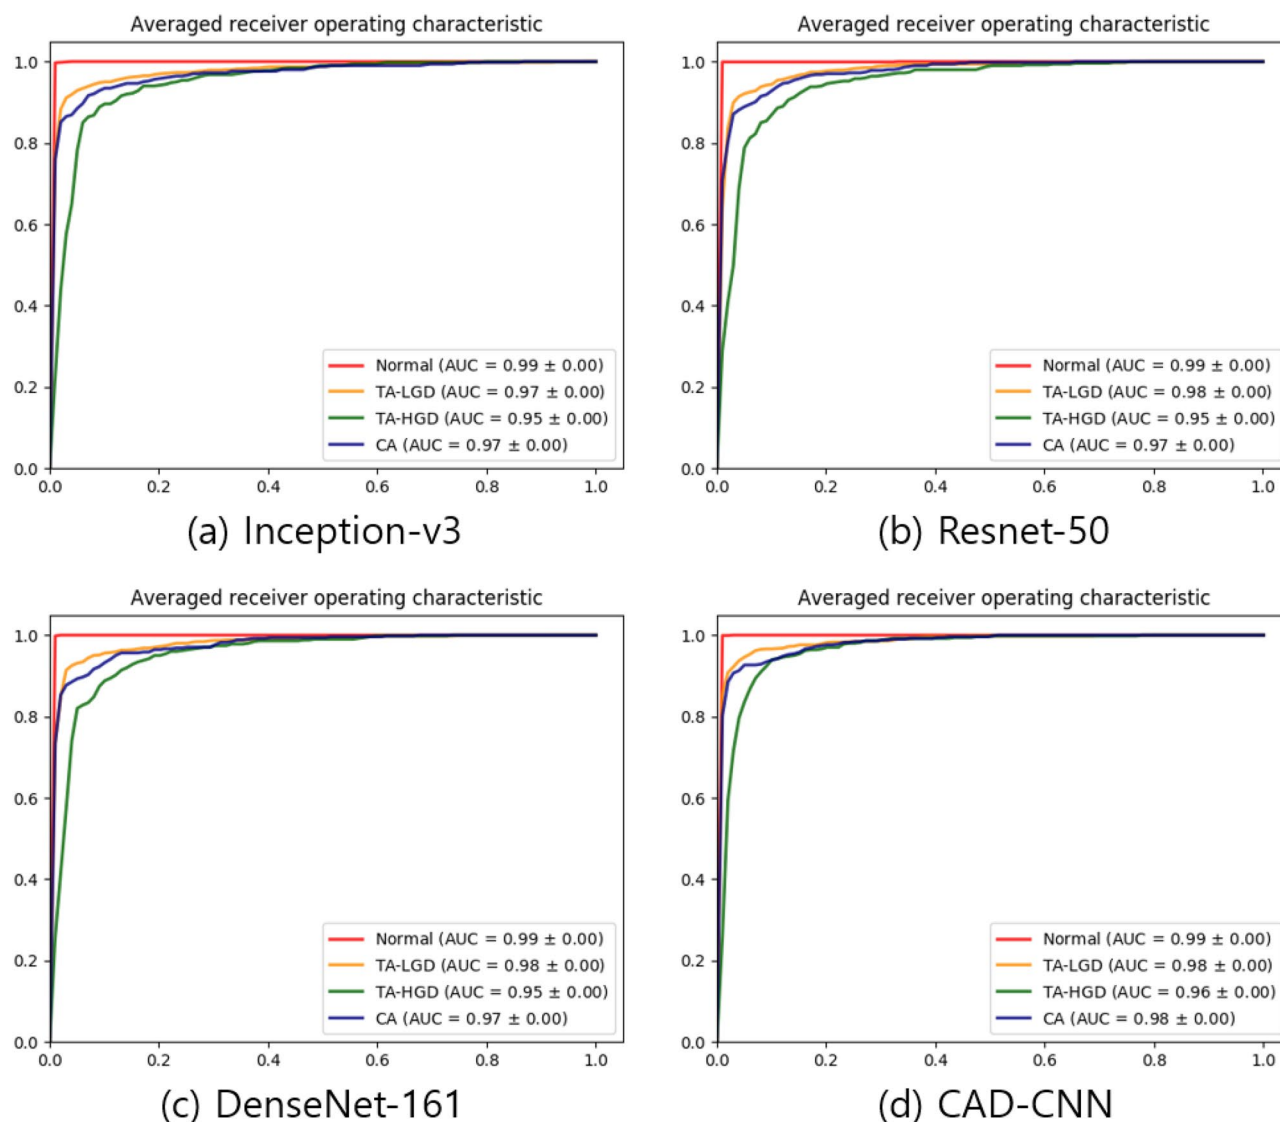 Averaged receiver operating characteristic
1.0
0.8
0.6
0.4
0.2
0.0
Normal (AUC = 0.99 ± 0.00)
TA-LGD (AUC = 0.97 ± 0.00)
TA-HGD (AUC = 0.95 ± 0.00)
CA (AUC = 0.97 ± 0.00)
0.0 0.2 0.4 0.6 0.8 1.0
(a) Inception-v3
Averaged receiver operating characteristic
1.0
0.8
0.6
0.4
0.2
0.0
Normal (AUC = 0.99 ± 0.00)
TA-LGD (AUC = 0.98 ± 0.00)
TA-HGD (AUC = 0.95 ± 0.00)
CA (AUC = 0.97 ± 0.00)
0.0 0.2 0.4 0.6 0.8 1.0
(b) Resnet-50
Averaged receiver operating characteristic
1.0
0.8
0.6
0.4
0.2
0.0
Normal (AUC = 0.99 ± 0.00)
TA-LGD (AUC = 0.98 ± 0.00)
TA-HGD (AUC = 0.95 ± 0.00)
CA (AUC = 0.97 ± 0.00)
0.0 0.2 0.4 0.6 0.8 1.0
(c) DenseNet-161
Averaged receiver operating characteristic
1.0
0.8
0.6
0.4
0.2
0.0
Normal (AUC = 0.99 ± 0.00)
TA-LGD (AUC = 0.98 ± 0.00)
TA-HGD (AUC = 0.96 ± 0.00)
CA (AUC = 0.98 ± 0.00)
0.0 0.2 0.4 0.6 0.8 1.0
(d) CAD-CNN